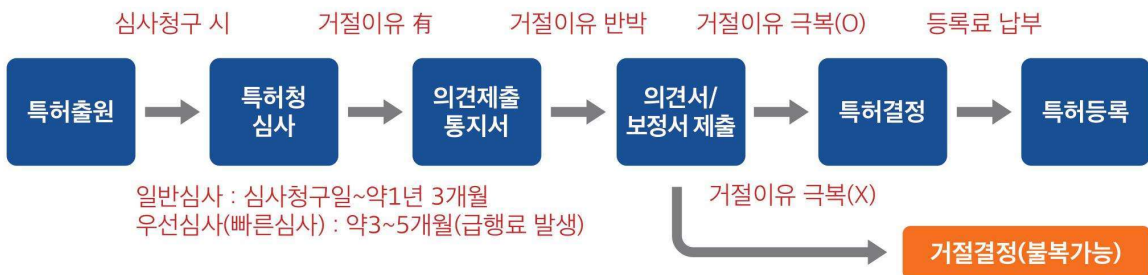 심사청구 시
거절이유 有
거절이유 반박
거절이유 극복(O)
등록료 납부
특허출원
특허청
심사
의견제출
통지서
의견서/
보정서 제출
특허결정
특허등록
일반심사 : 심사청구일~약1년 3개월
우선심사(빠른심사) : 약3~5개월(급행료 발생)
거절이유 극복(X)
거절결정(불복가능)